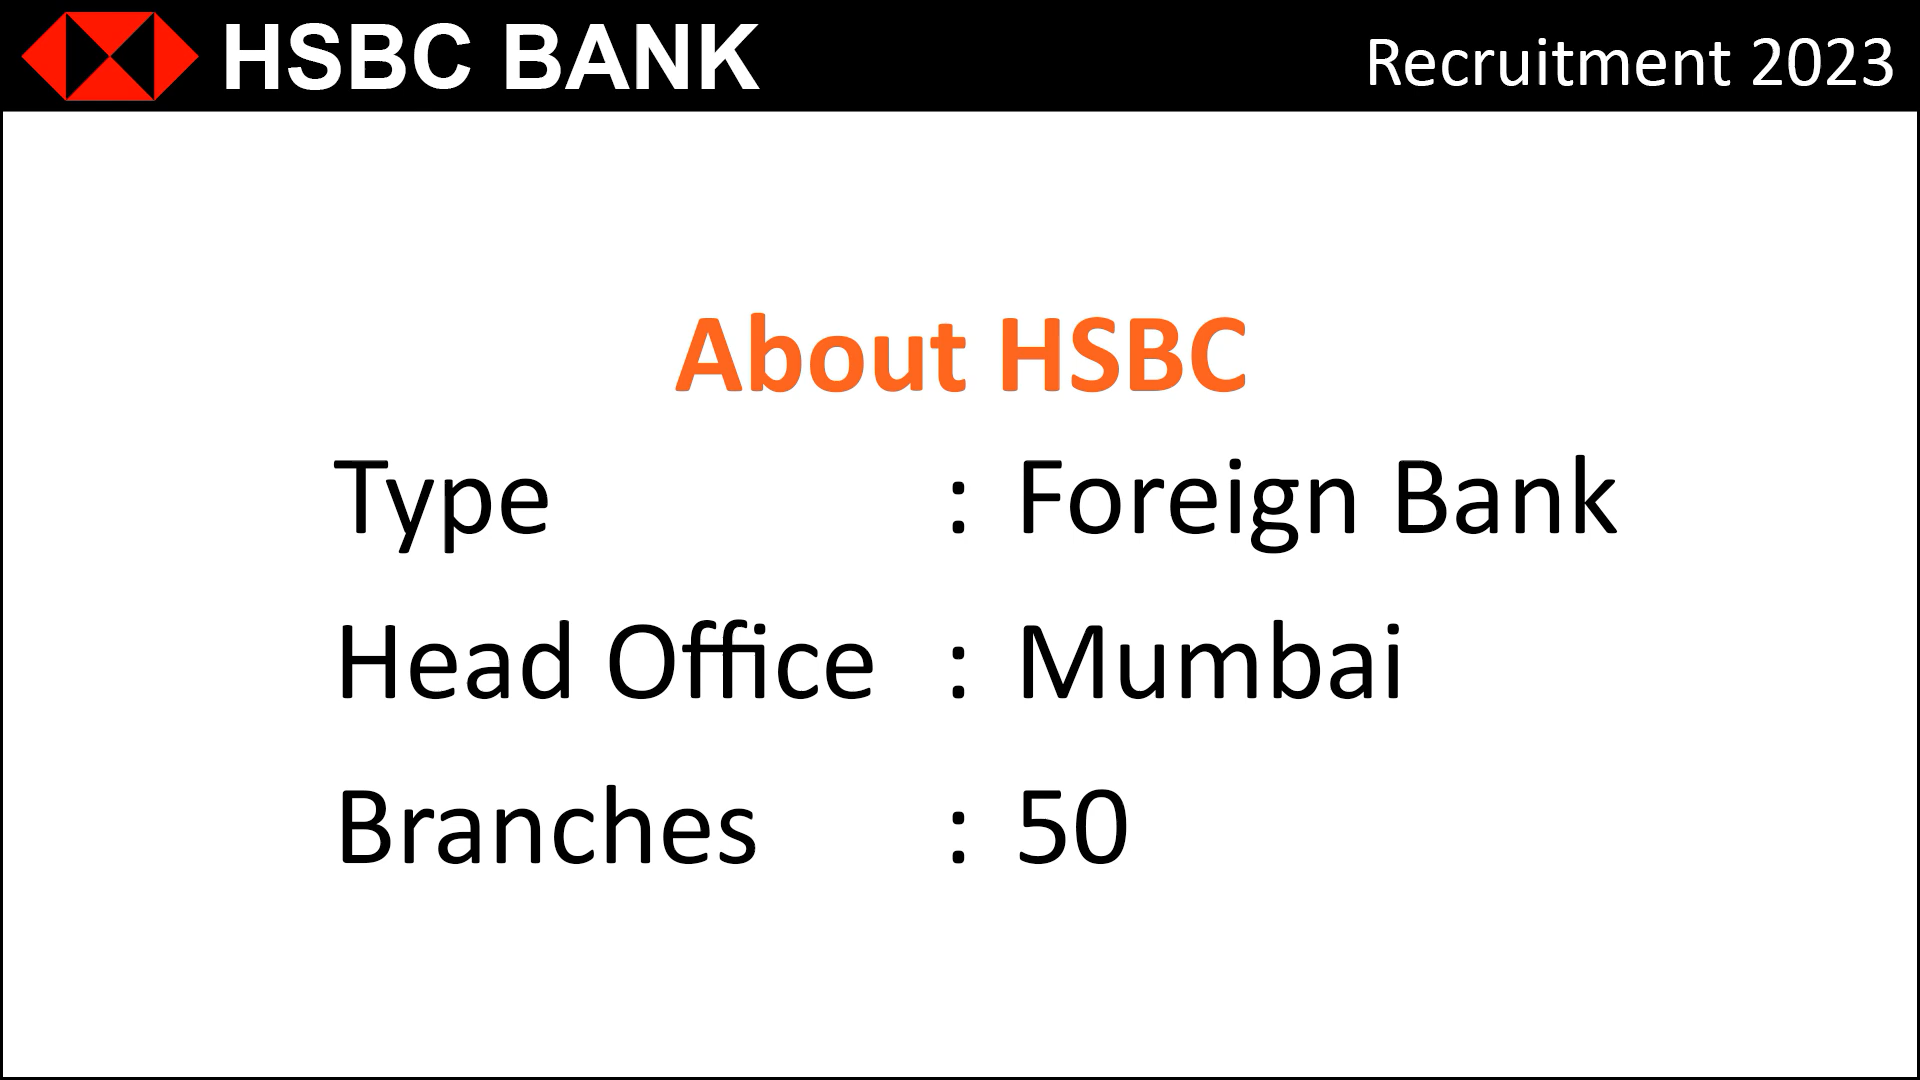 HSBC BANK
Recruitment 2023
About HSBC
Type : Foreign Bank
Head Office : Mumbai
Branches : 50